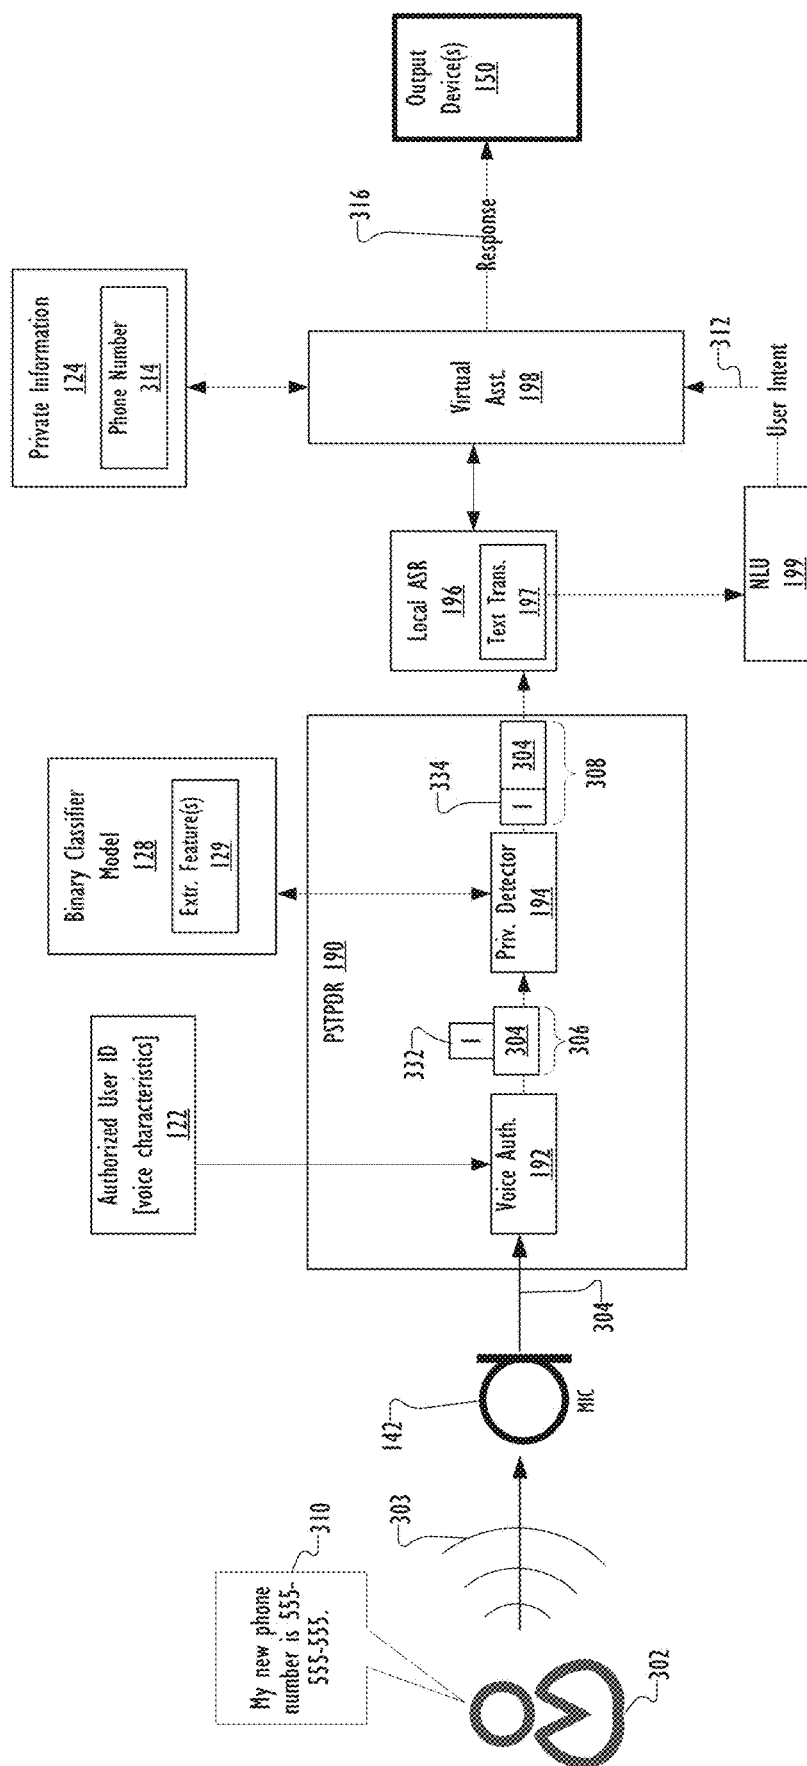 My new phone
number is 555-
555-555.
310
302
303
142
MIC
304
Authorized User ID
[voice characteristics]
122
Binary Classifier
Model
128
Extr. Feature(s)
129
PSTPDR 190
Voice Auth.
192
332
1
304
306
Priv. Detector
194
334
1
304
308
Local ASR
196
Text Trans.
197
NLU
199
User Intent
312
Private Information
124
Phone Number
314
Virtual
Asst.
198
Response
316
Output
Device(s)
150